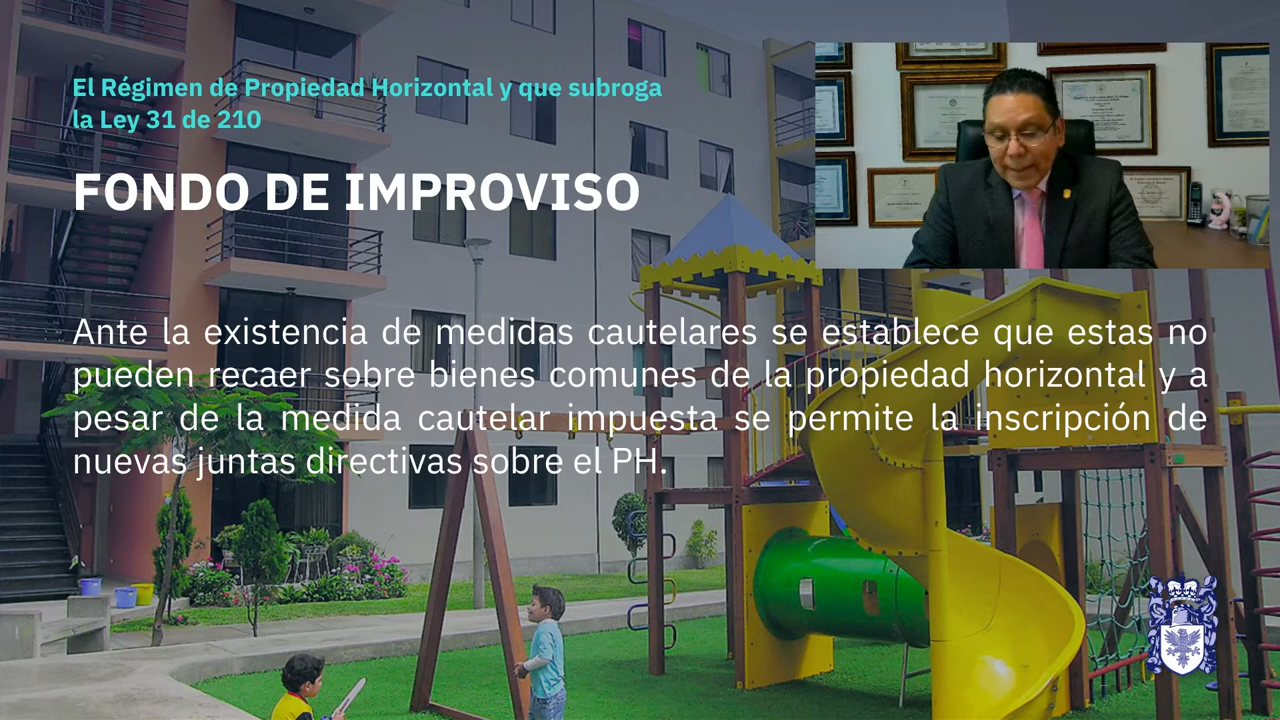 El Régimen de Propiedad Horizontal y que subroga
la Ley 31 de 210
FONDO DE IMPROVISO
Ante la existencia de medidas cautelares se establece que estas no
pueden recaer sobre bienes comunes de la propiedad horizontal y a
pesar de la medida cautelar impuesta se permite la inscripción de
nuevas juntas directivas sobre el PH.